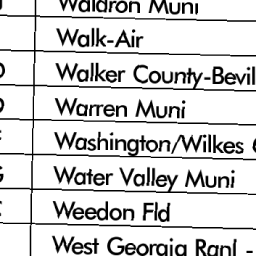 Waldron Muni
Walk-Air
Walker County-Bevil
Warren Muni
Washington/Wilkes
Water Valley Muni
Weedon Fld
West Georgia Rgnl -